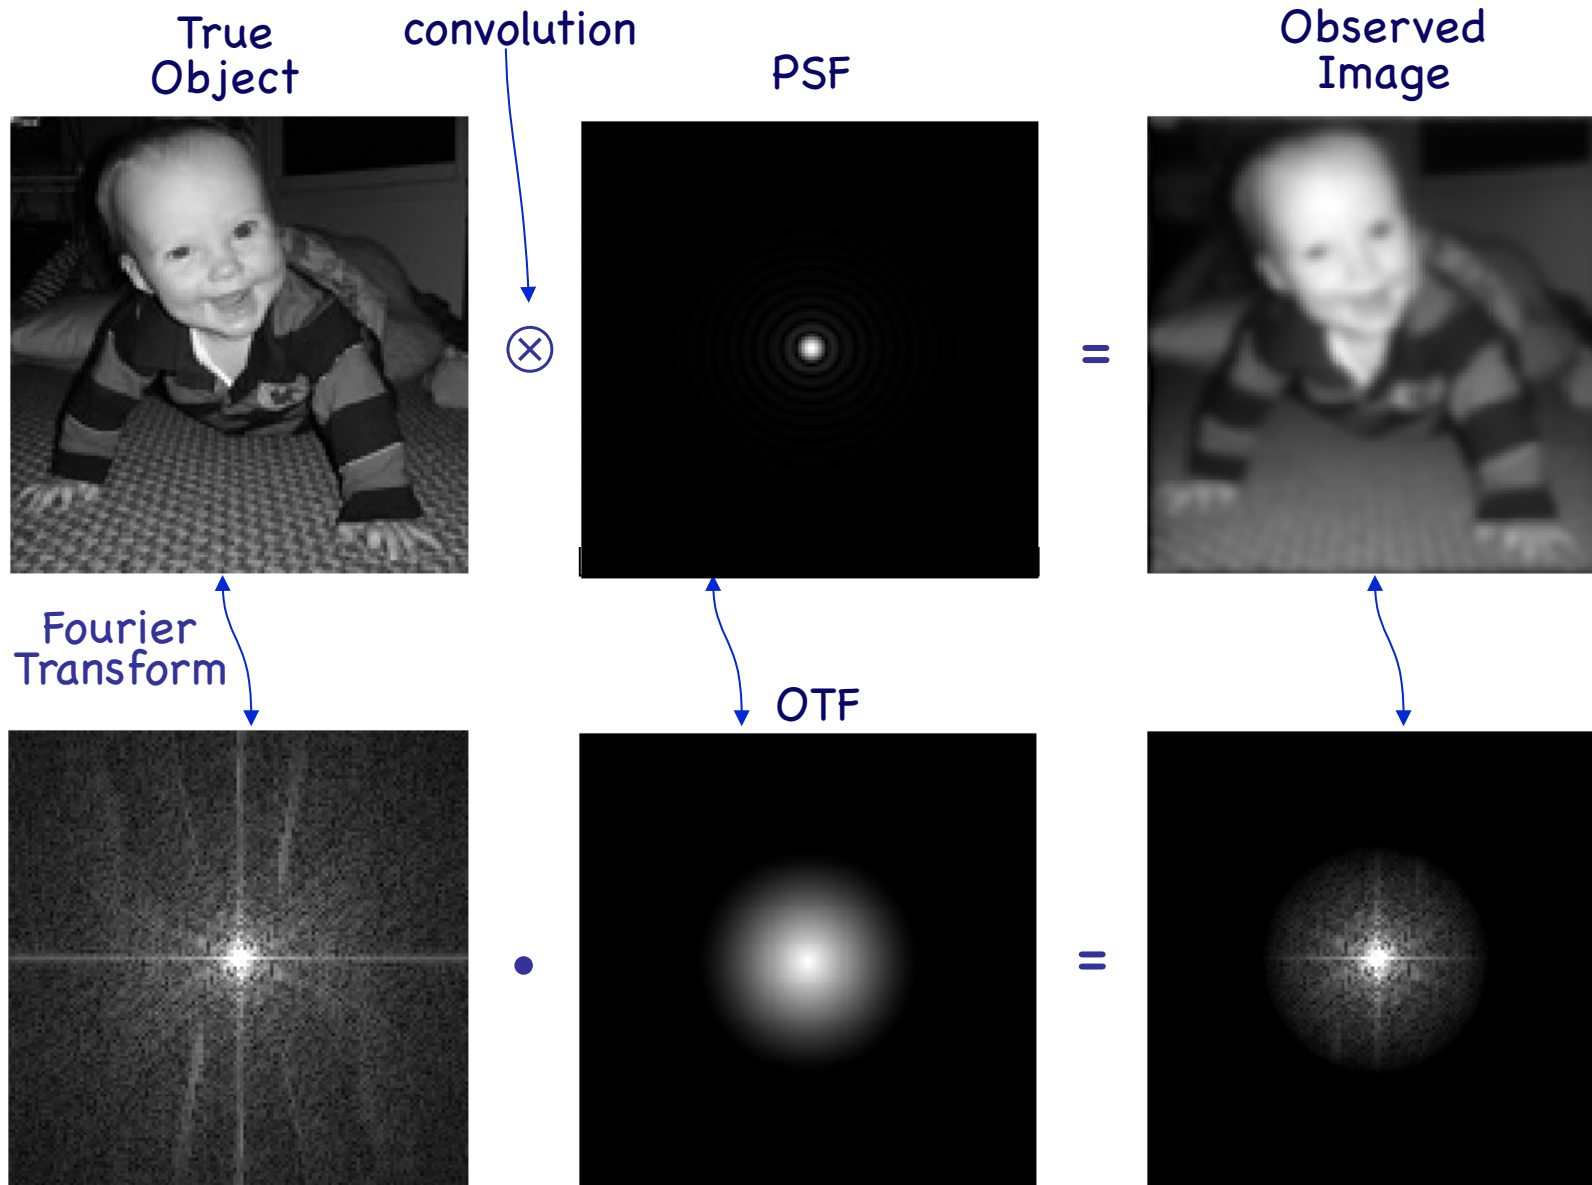 True
Object
convolution
PSF
Observed
Image
=
Fourier
Transform
OTF
=